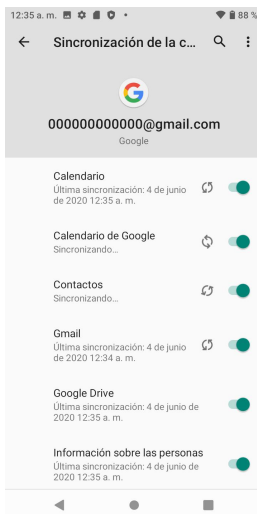 12:35 a. m. 88 %
Sincronización de la c...
000000000000@gmail.com
Google
Calendario
Última sincronización: 4 de junio
de 2020 12:35 a. m.
Calendario de Google
Sincronizando...
Contactos
Sincronizando...
Gmail
Última sincronización: 4 de junio
de 2020 12:34 a. m.
Google Drive
Última sincronización: 4 de junio de
2020 12:35 a. m.
Información sobre las personas
Última sincronización: 4 de junio de
2020 12:35 a. m.